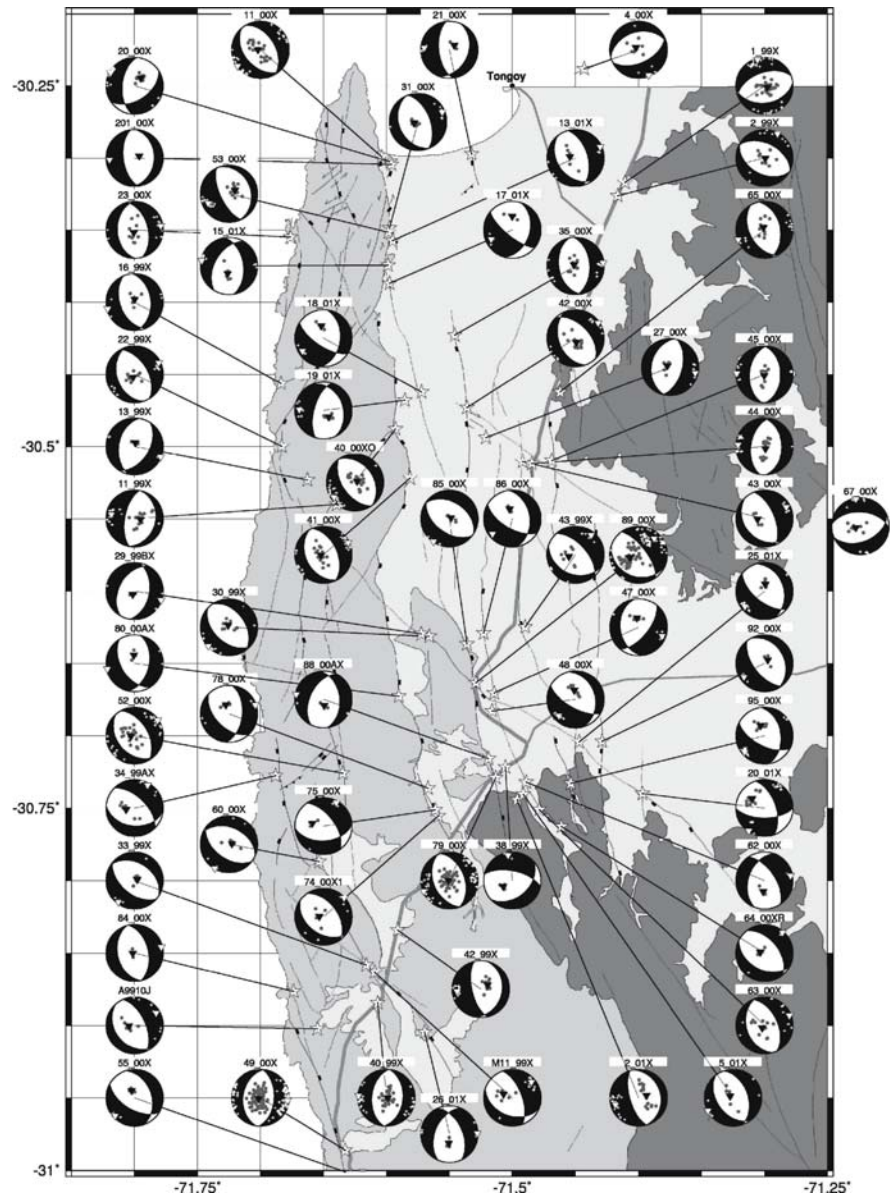 11_00X
21_00X
4_00X
20_00X
1_99X
Tongoy
-30.25°
31_00X
13_01X
2_99X
201_00X
53_00X
17_01X
65_00X
23_00X
15_01X
35_00X
16_99X
18_01X
42_00X
27_00X
45_00X
22_99X
19_01X
13_99X
44_00X
-30.5°
40_00XO
11_99X
85_00X
86_00X
43_00X
67_00X
41_00X
43_99X
89_00X
29_99BX
25_01X
30_99X
47_00X
80_00AX
92_00X
88_00AX
48_00X
78_00X
52_00X
95_00X
34_99AX
20_01X
-30.75°
75_00X
60_00X
33_99X
79_00X
38_99X
62_00X
74_00X1
84_00X
64_00XR
42_99X
A9910J
63_00X
55_00X
49_00X
40_99X
M11_99X
2_01X
5_01X
26_01X
-31°
-71.75°
-71.5°
-71.25°